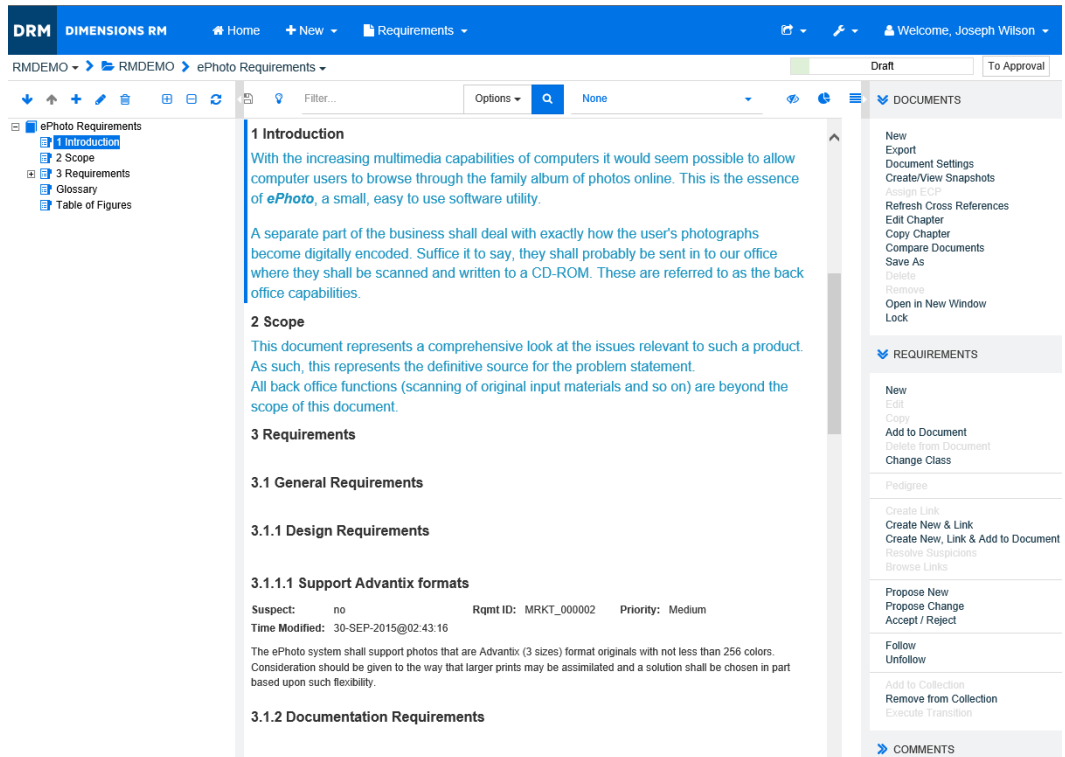 DRM DIMENSIONS RM Home New Requirements Welcome, Joseph Wilson
RMDEMO RMDEMO ePhoto Requirements Draft To Approval
Filter... Options None
ePhoto Requirements
1 Introduction
2 Scope
3 Requirements
Glossary
Table of Figures
1 Introduction
With the increasing multimedia capabilities of computers it would seem possible to allow
computer users to browse through the family album of photos online. This is the essence
of ePhoto, a small, easy to use software utility.
A separate part of the business shall deal with exactly how the user's photographs
become digitally encoded. Suffice it to say, they shall probably be sent in to our office
where they shall be scanned and written to a CD-ROM. These are referred to as the back
office capabilities.
2 Scope
This document represents a comprehensive look at the issues relevant to such a product.
As such, this represents the definitive source for the problem statement.
All back office functions (scanning of original input materials and so on) are beyond the
scope of this document.
3 Requirements
3.1 General Requirements
3.1.1 Design Requirements
3.1.1.1 Support Advantix formats
Suspect: no Rqmt ID: MRKT_000002 Priority: Medium
Time Modified: 30-SEP-2015@02:43:16
The ePhoto system shall support photos that are Advantix (3 sizes) format originals with not less than 256 colors.
Consideration should be given to the way that larger prints may be assimilated and a solution shall be chosen in part
based upon such flexibility.
3.1.2 Documentation Requirements
DOCUMENTS
New
Export
Document Settings
Create/View Snapshots
Assign ECP
Refresh Cross References
Edit Chapter
Copy Chapter
Compare Documents
Save As
Delete
Remove
Open in New Window
Lock
REQUIREMENTS
New
Edit
Copy
Add to Document
Delete from Document
Change Class
Pedigree
Create Link
Create New & Link
Create New, Link & Add to Document
Resolve Suspicions
Browse Links
Propose New
Propose Change
Accept / Reject
Follow
Unfollow
Add to Collection
Remove from Collection
Execute Transition
COMMENTS